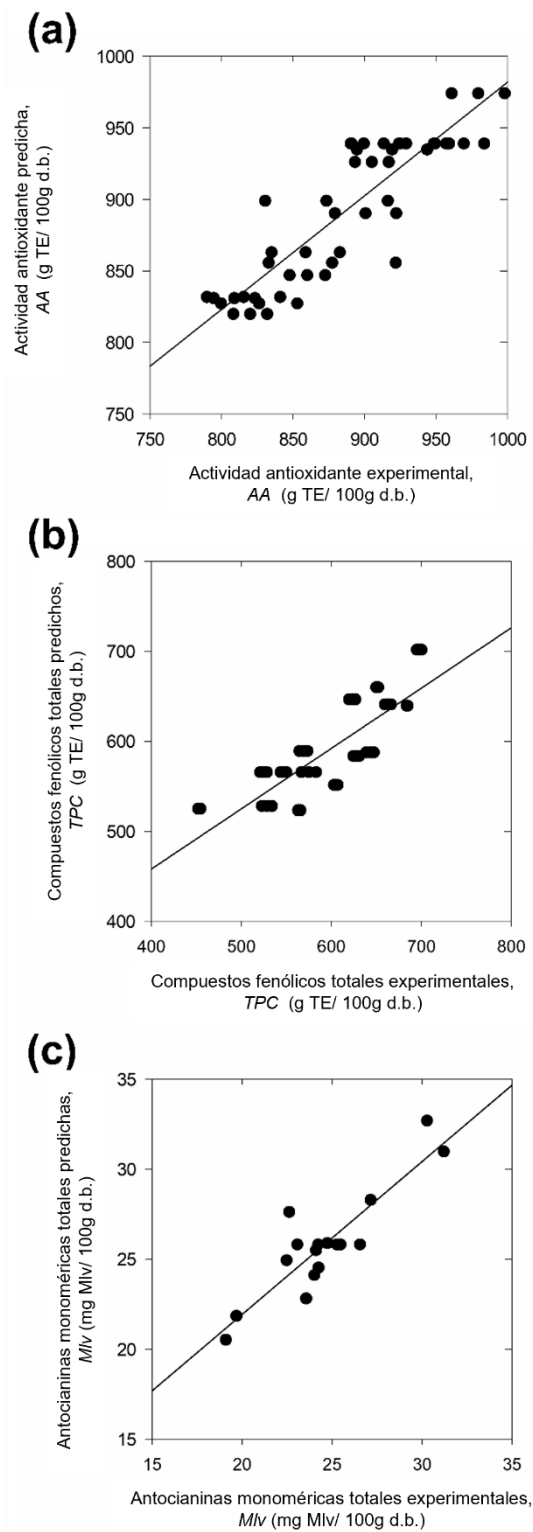 (a)
1000
950
900
850
800
750
750 800 850 900 950 1000
Actividad antioxidante predicha,
AA (g TE/ 100g d.b.)
Actividad antioxidante experimental,
AA (g TE/ 100g d.b.)
(b)
800
700
600
500
400
400 500 600 700 800
Compuestos fenólicos totales predichos,
TPC (g TE/ 100g d.b.)
Compuestos fenólicos totales experimentales,
TPC (g TE/ 100g d.b.)
(c)
35
30
25
20
15
15 20 25 30 35
Antocianinas monoméricas totales predichas,
Mlv (mg Mlv/ 100g d.b.)
Antocianinas monoméricas totales experimentales,
Mlv (mg Mlv/ 100g d.b.)